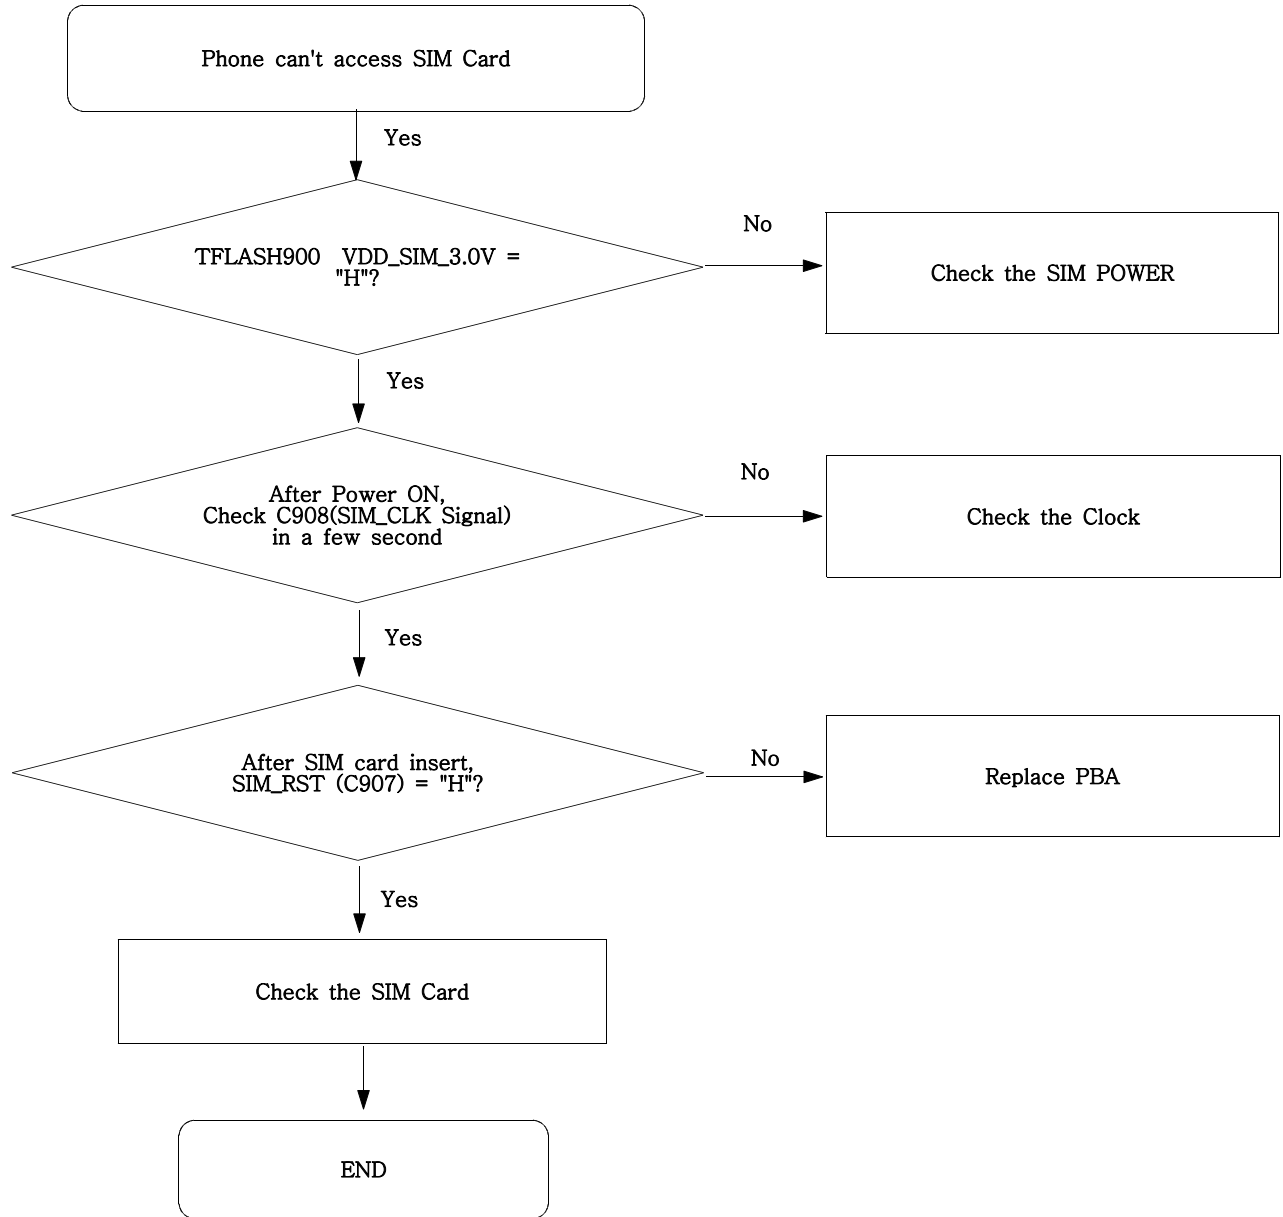 Phone can't access SIM Card
Yes
TFLASH900 VDD_SIM_3.0V =
"H"?
No
Check the SIM POWER
Yes
After Power ON,
Check C908(SIM_CLK Signal)
in a few second
No
Check the Clock
Yes
After SIM card insert,
SIM_RST (C907) = "H"?
No
Replace PBA
Yes
Check the SIM Card
END